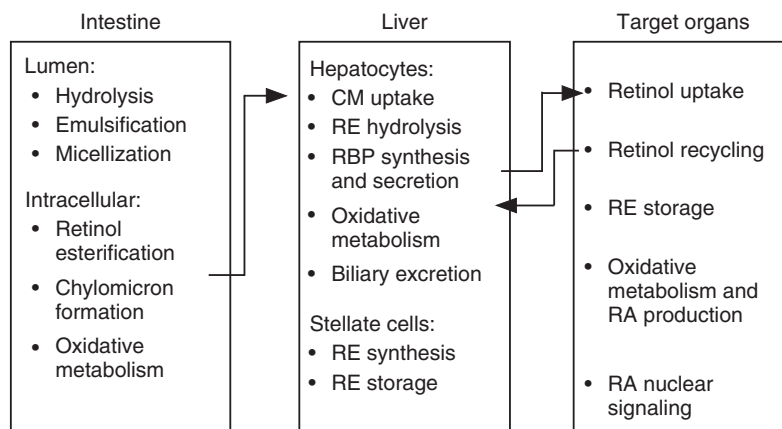 Intestine
Lumen:
• Hydrolysis
• Emulsification
• Micellization
Intracellular:
• Retinol
esterification
• Chylomicron
formation
• Oxidative
metabolism
Liver
Hepatocytes:
• CM uptake
• RE hydrolysis
• RBP synthesis
and secretion
• Oxidative
metabolism
• Biliary excretion
Stellate cells:
• RE synthesis
• RE storage
Target organs
• Retinol uptake
• Retinol recycling
• RE storage
• Oxidative
metabolism and
RA production
• RA nuclear
signaling